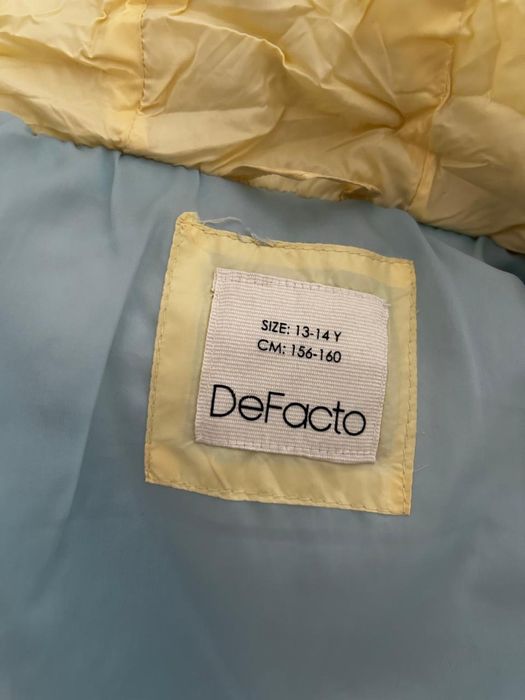 SIZE: 13-14 Y
CM: 156-160
DeFacto